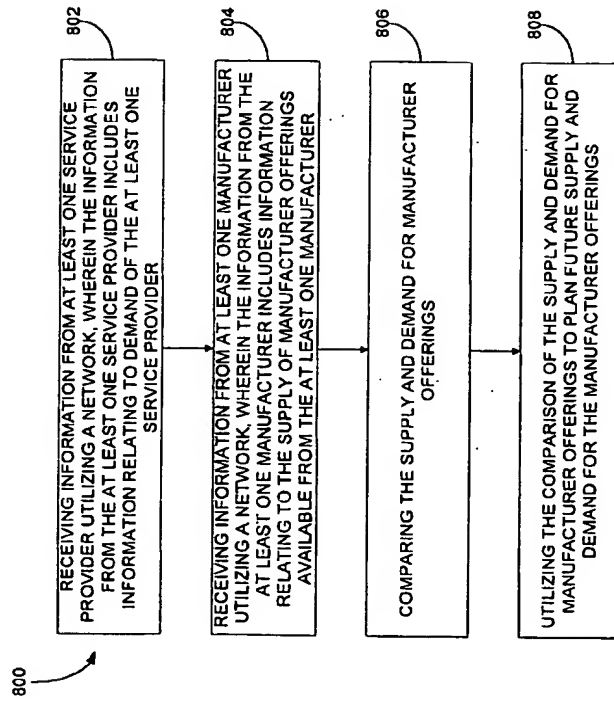 800
802
RECEIVING INFORMATION FROM AT LEAST ONE SERVICE
PROVIDER UTILIZING A NETWORK, WHEREIN THE INFORMATION
FROM THE AT LEAST ONE SERVICE PROVIDER INCLUDES
INFORMATION RELATING TO DEMAND OF THE AT LEAST ONE
SERVICE PROVIDER
804
RECEIVING INFORMATION FROM AT LEAST ONE MANUFACTURER
UTILIZING A NETWORK, WHEREIN THE INFORMATION FROM THE
AT LEAST ONE MANUFACTURER INCLUDES INFORMATION
RELATING TO THE SUPPLY OF MANUFACTURER OFFERINGS
AVAILABLE FROM THE AT LEAST ONE MANUFACTURER
806
COMPARING THE SUPPLY AND DEMAND FOR MANUFACTURER
OFFERINGS
808
UTILIZING THE COMPARISON OF THE SUPPLY AND DEMAND FOR
MANUFACTURER OFFERINGS TO PLAN FUTURE SUPPLY AND
DEMAND FOR THE MANUFACTURER OFFERINGS